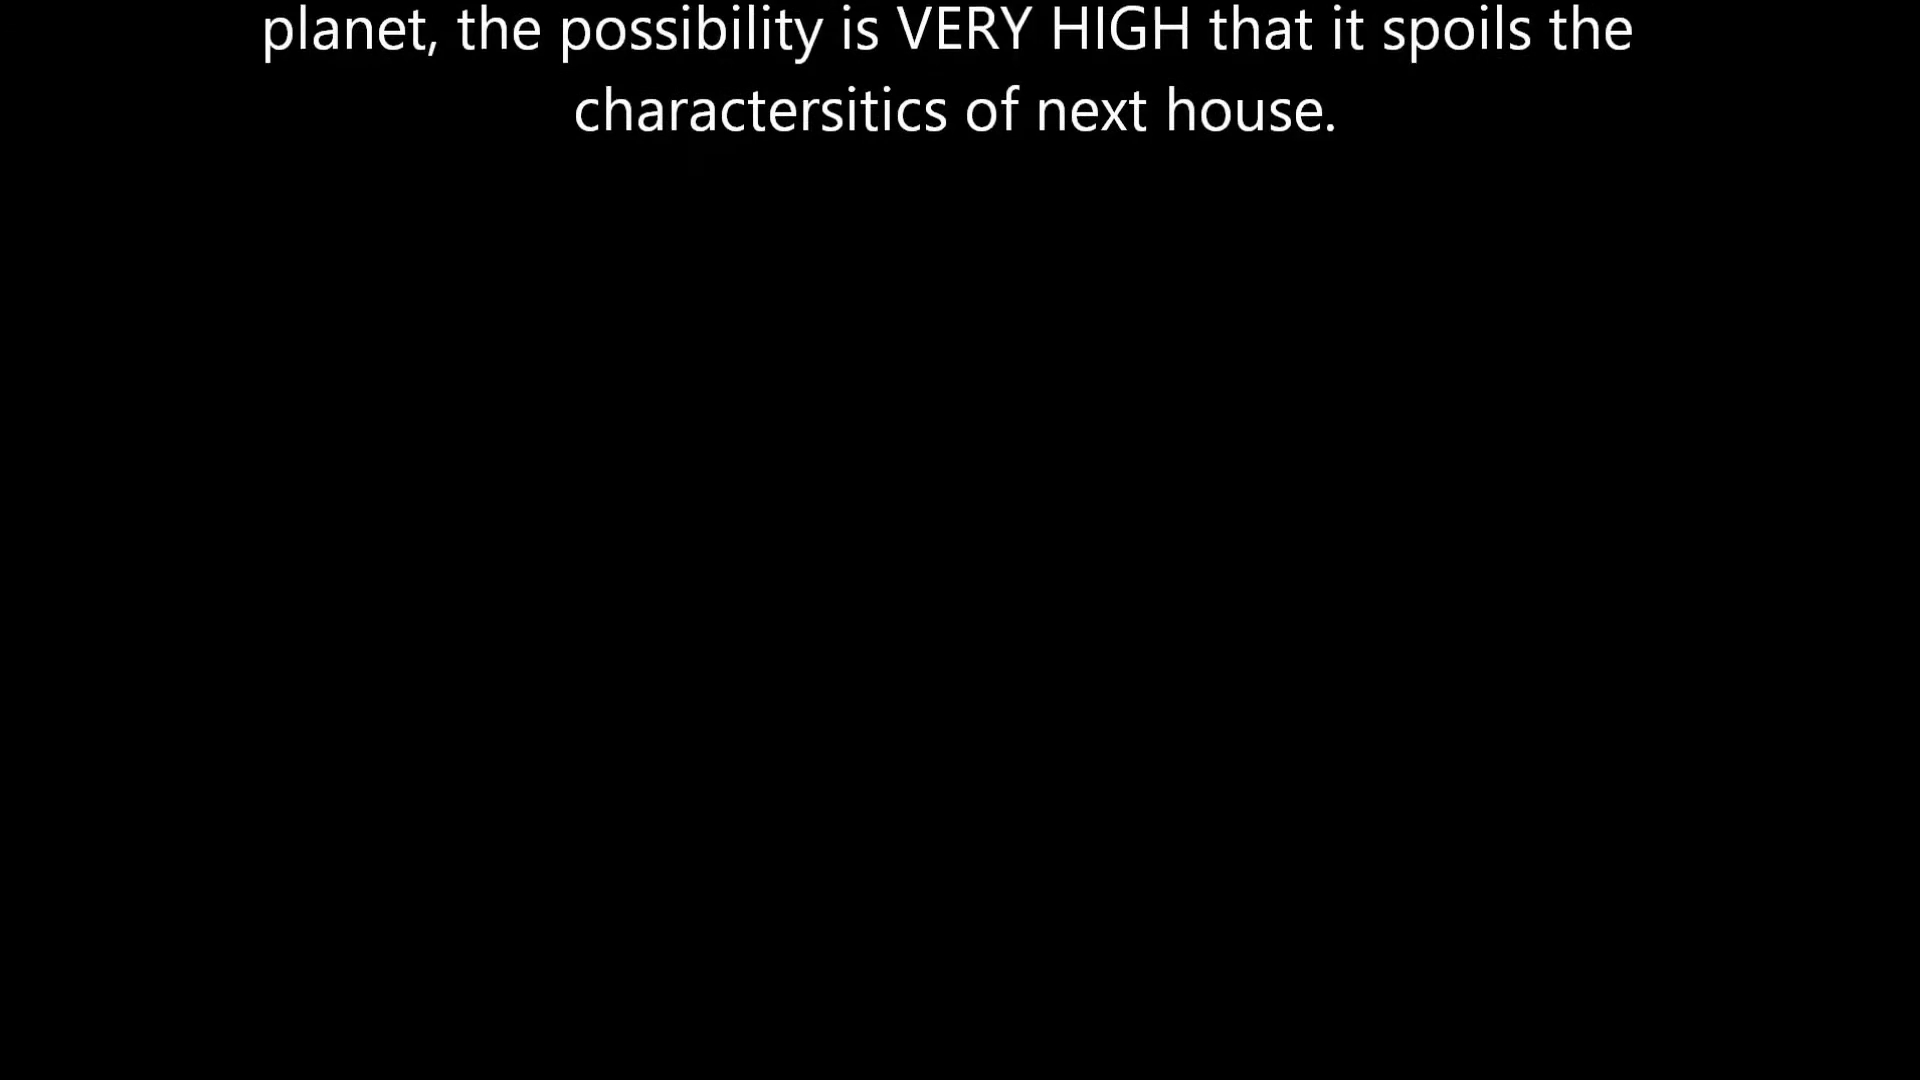 planet, the possibility is VERY HIGH that it spoils the
charactersitics of next house.